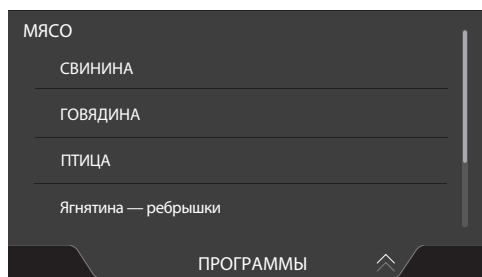 МЯСО
СВИНИНА
ГОВЯДИНА
ПТИЦА
Ягнятина — ребрышки
ПРОГРАММЫ